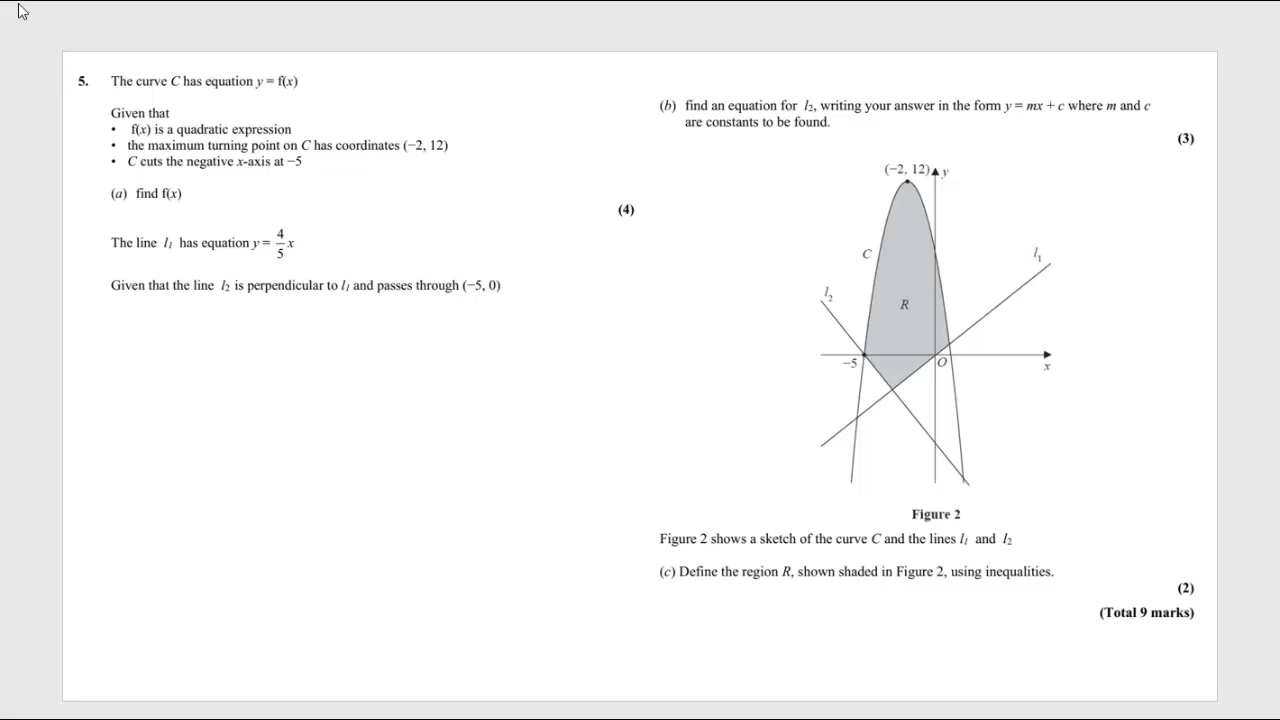 5. The curve C has equation y = f(x)
Given that
• f(x) is a quadratic expression
• the maximum turning point on C has coordinates (−2, 12)
• C cuts the negative x-axis at −5
(a) find f(x)
(4)
The line l₁ has equation y = 4/5 x
Given that the line l₂ is perpendicular to l₁ and passes through (−5, 0)
(b) find an equation for l₂, writing your answer in the form y = mx + c where m and c
are constants to be found.
(3)
(−2, 12) y
C
l₁
l₂
R
−5
O
x
Figure 2
Figure 2 shows a sketch of the curve C and the lines l₁ and l₂
(c) Define the region R, shown shaded in Figure 2, using inequalities.
(2)
(Total 9 marks)